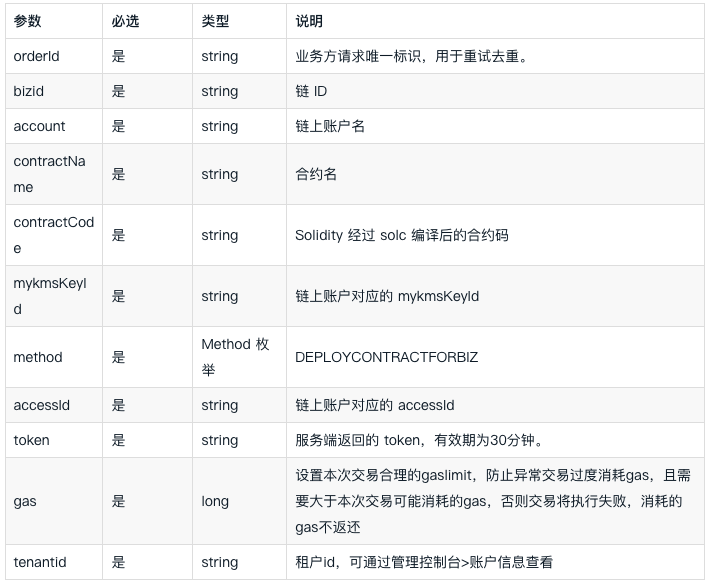 参数 必选 类型 说明
orderId 是 string 业务方请求唯一标识，用于重试去重。
bizid 是 string 链 ID
account 是 string 链上账户名
contractNa
me 是 string 合约名
contractCod
e 是 string Solidity 经过 solc 编译后的合约码
mykmsKeyI
d 是 string 链上账户对应的 mykmsKeyId
method 是 Method 枚
举 DEPLOYCONTRACTFORBIZ
accessId 是 string 链上账户对应的 accessId
token 是 string 服务端返回的 token，有效期为30分钟。
gas 是 long 设置本次交易合理的gaslimit，防止异常交易过度消耗gas，且需
要大于本次交易可能消耗的gas，否则交易将执行失败，消耗的
gas不返还
tenantid 是 string 租户id，可通过管理控制台>账户信息查看